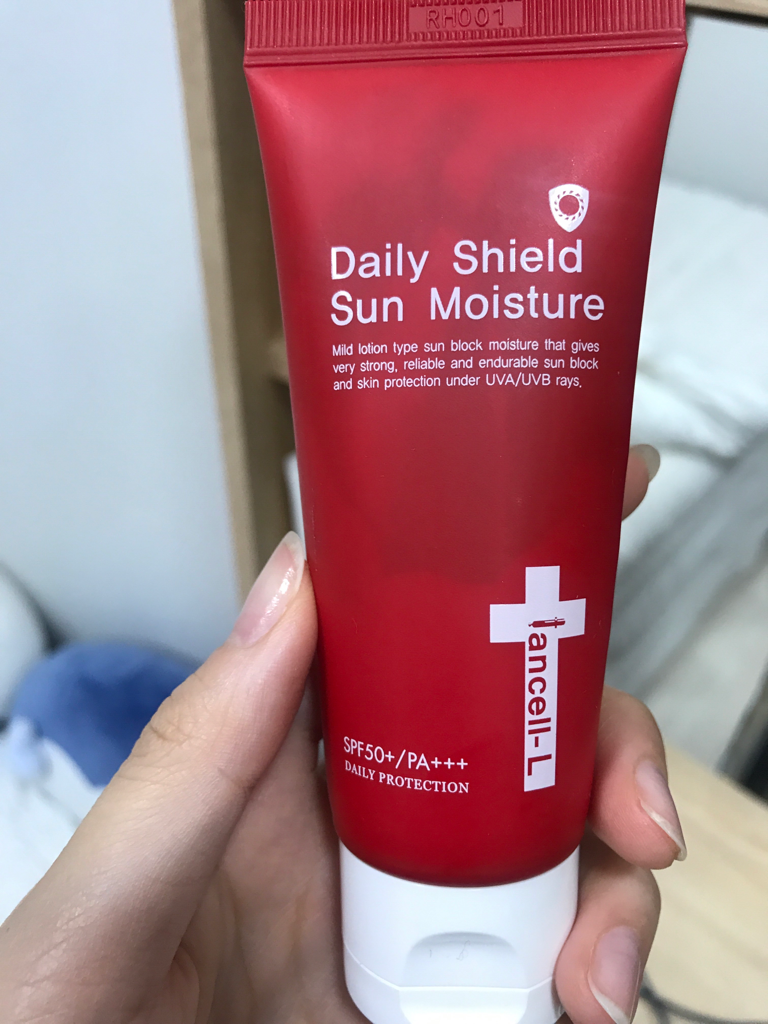 RH001
Daily Shield
Sun Moisture
Mild lotion type sun block moisture that gives
very strong, reliable and endurable sun block
and skin protection under UVA/UVB rays.
tancell-L
SPF50+/PA+++
DAILY PROTECTION